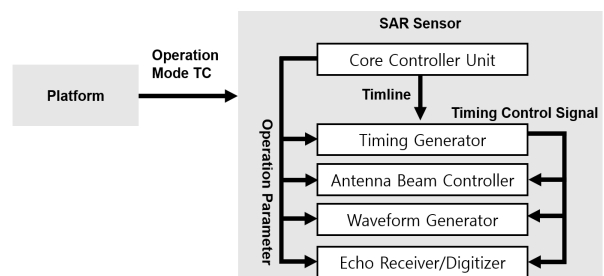 SAR Sensor
Operation
Mode TC
Platform
Core Controller Unit
Timline
Timing Control Signal
Operation Parameter
Timing Generator
Antenna Beam Controller
Waveform Generator
Echo Receiver/Digitizer